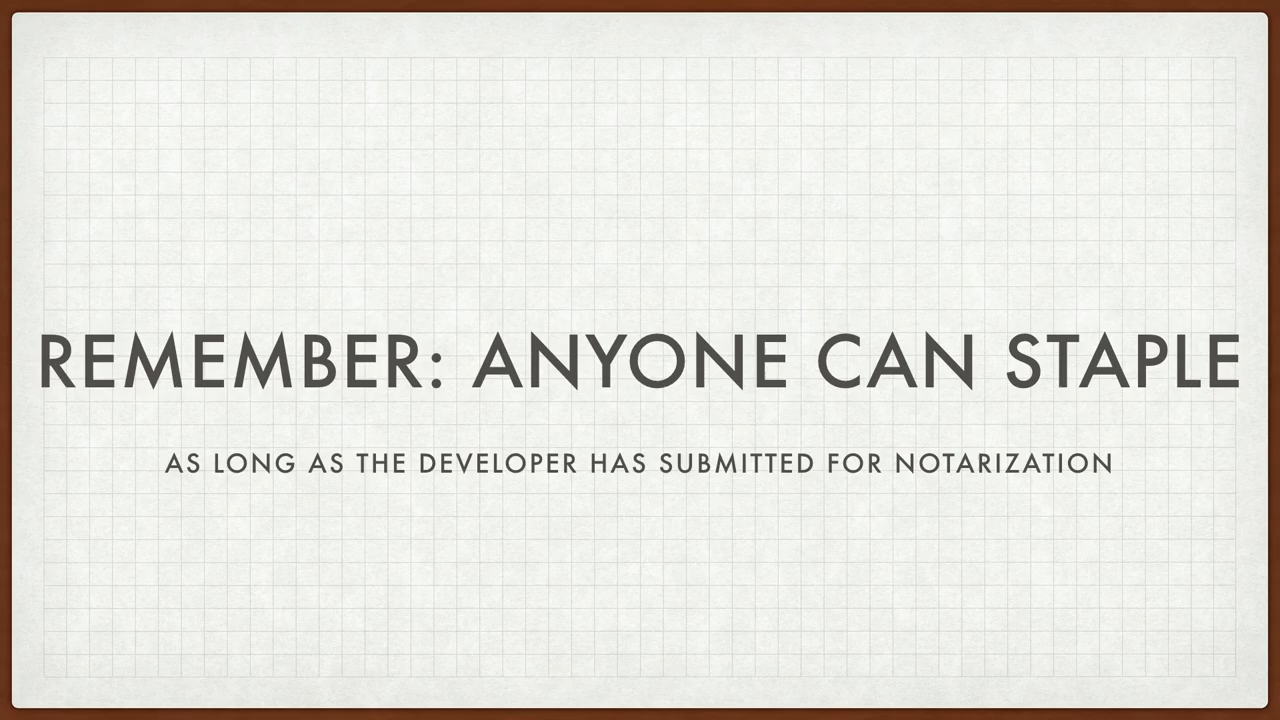 REMEMBER: ANYONE CAN STAPLE
AS LONG AS THE DEVELOPER HAS SUBMITTED FOR NOTARIZATION